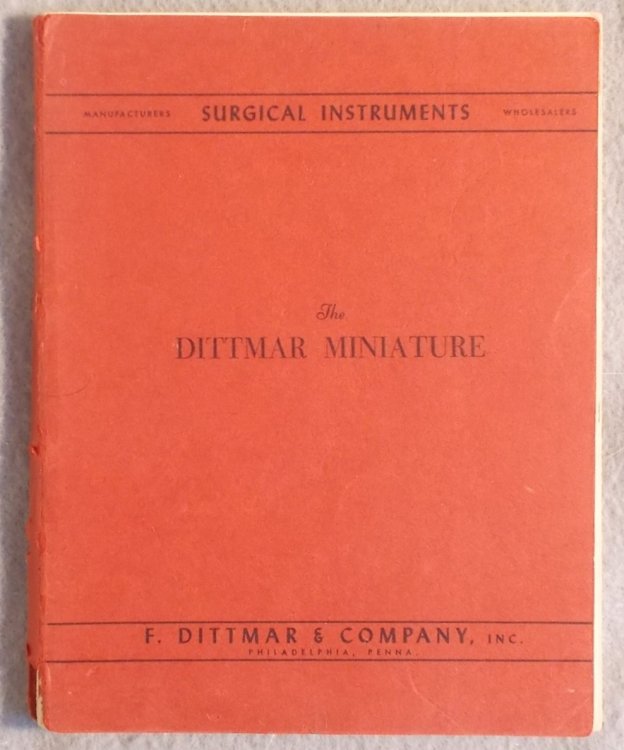 MANUFACTURERS SURGICAL INSTRUMENTS WHOLESALERS
The
DITTMAR MINIATURE
F. DITTMAR & COMPANY, INC.
PHILADELPHIA, PENNA.